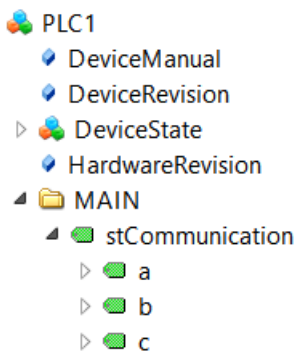 PLC1
DeviceManual
DeviceRevision
DeviceState
HardwareRevision
MAIN
stCommunication
a
b
c